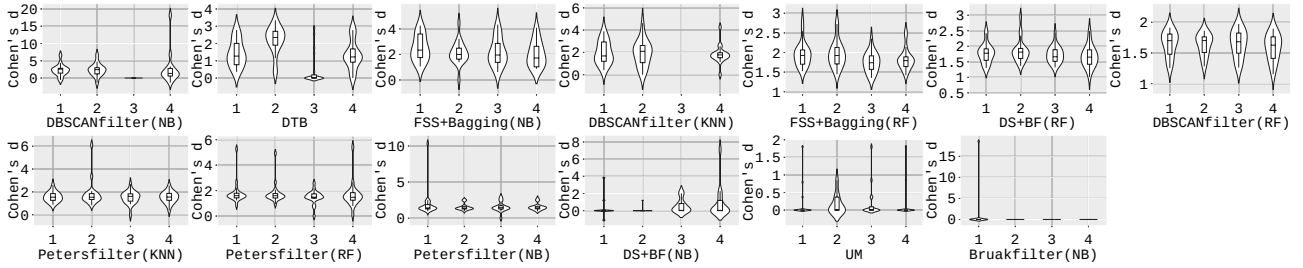 Cohen's d
20
15
10
5
0
1 2 3 4
DBSCANfilter(NB)
Cohen's d
4
3
2
1
0
1 2 3 4
DTB
Cohen's d
4
2
0
1 2 3 4
FSS+Bagging(NB)
Cohen's d
6
4
2
0
1 2 3 4
DBSCANfilter(KNN)
Cohen's d
3
2.5
2
1.5
1
1 2 3 4
FSS+Bagging(RF)
Cohen's d
3
2.5
2
1.5
1
0.5
1 2 3 4
DS+BF(RF)
Cohen's d
2
1.5
1
1 2 3 4
DBSCANfilter(RF)
Cohen's d
6
4
2
0
1 2 3 4
Petersfilter(KNN)
Cohen's d
6
4
2
0
1 2 3 4
Petersfilter(RF)
Cohen's d
10
5
0
1 2 3 4
Petersfilter(NB)
Cohen's d
8
6
4
2
0
1 2 3 4
DS+BF(NB)
Cohen's d
2
1.5
1
0.5
0
1 2 3 4
UM
Cohen's d
15
10
5
0
1 2 3 4
Bruakfilter(NB)